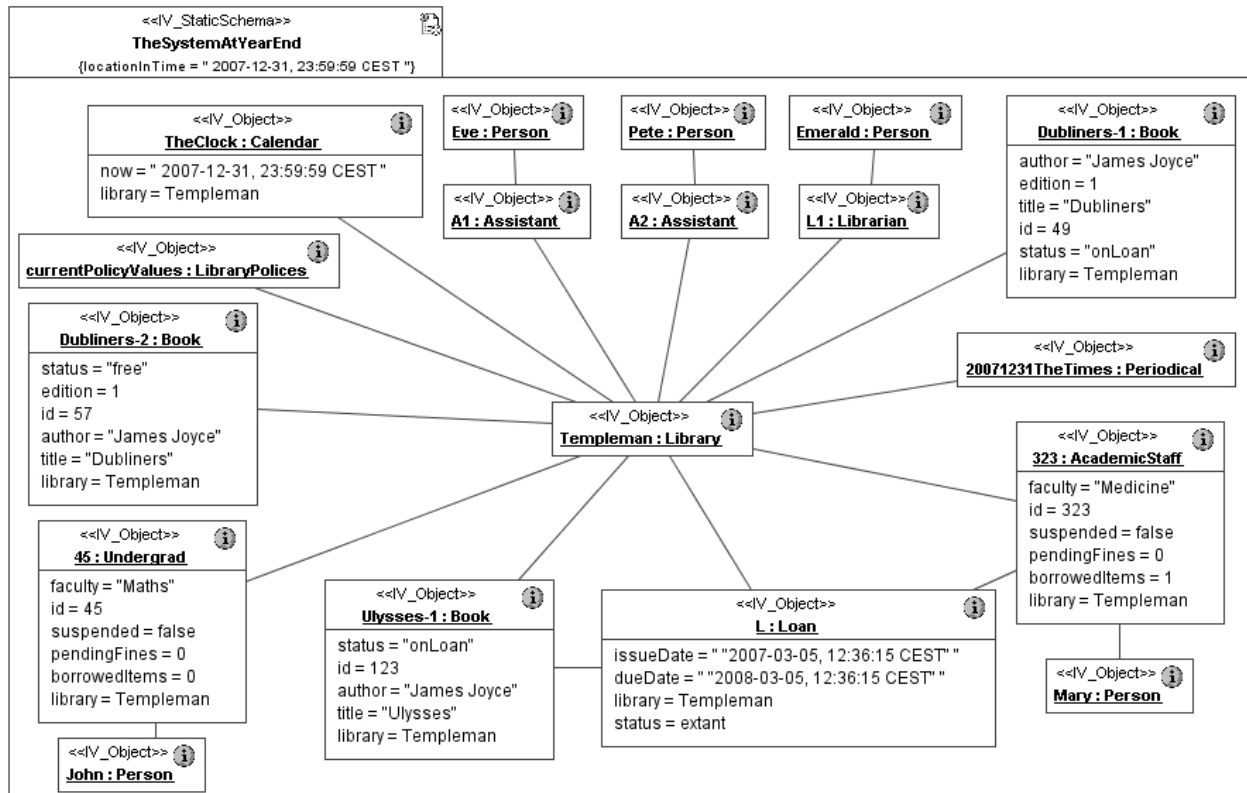 <<IV_StaticSchema>>
TheSystemAtYearEnd
{locationInTime = " 2007-12-31, 23:59:59 CEST "}
<<IV_Object>>
TheClock : Calendar
now = " 2007-12-31, 23:59:59 CEST "
library = Templeman
<<IV_Object>>
Eve : Person
<<IV_Object>>
Pete : Person
<<IV_Object>>
Emerald : Person
<<IV_Object>>
Dubliners-1 : Book
author = "James Joyce"
edition = 1
title = "Dubliners"
id = 49
status = "onLoan"
library = Templeman
<<IV_Object>>
A1 : Assistant
<<IV_Object>>
A2 : Assistant
<<IV_Object>>
L1 : Librarian
<<IV_Object>>
currentPolicyValues : LibraryPolices
<<IV_Object>>
Dubliners-2 : Book
status = "free"
edition = 1
id = 57
author = "James Joyce"
title = "Dubliners"
library = Templeman
<<IV_Object>>
20071231TheTimes : Periodical
<<IV_Object>>
Templeman : Library
<<IV_Object>>
323 : AcademicStaff
faculty = "Medicine"
id = 323
suspended = false
pendingFines = 0
borrowedItems = 1
library = Templeman
<<IV_Object>>
45 : Undergrad
faculty = "Maths"
id = 45
suspended = false
pendingFines = 0
borrowedItems = 0
library = Templeman
<<IV_Object>>
Ulysses-1 : Book
status = "onLoan"
id = 123
author = "James Joyce"
title = "Ulysses"
library = Templeman
<<IV_Object>>
L : Loan
issueDate = " "2007-03-05, 12:36:15 CEST" "
dueDate = " "2008-03-05, 12:36:15 CEST" "
library = Templeman
status = extant
<<IV_Object>>
Mary : Person
<<IV_Object>>
John : Person